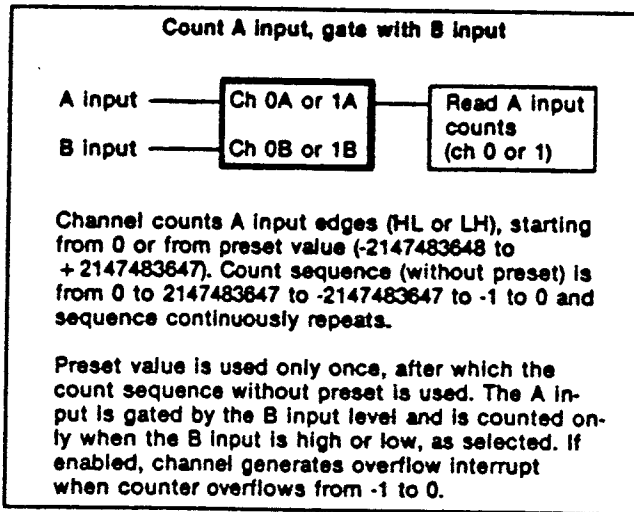 Count A input, gate with B input
A input
Ch 0A or 1A
Read A input
counts
(ch 0 or 1)
B input
Ch 0B or 1B
Channel counts A input edges (HL or LH), starting
from 0 or from preset value (-2147483648 to
+2147483647). Count sequence (without preset) is
from 0 to 2147483647 to -2147483647 to -1 to 0 and
sequence continuously repeats.
Preset value is used only once, after which the
count sequence without preset is used. The A in-
put is gated by the B input level and is counted on-
ly when the B input is high or low, as selected. If
enabled, channel generates overflow interrupt
when counter overflows from -1 to 0.